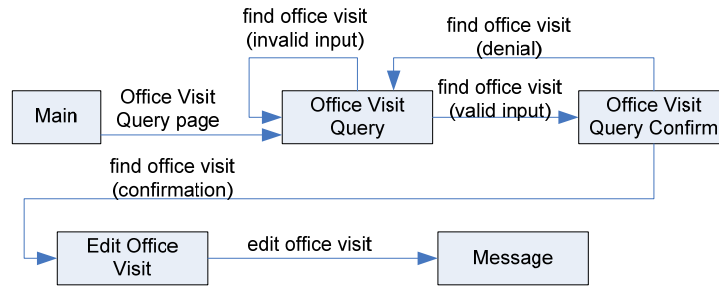 find office visit
(invalid input)
find office visit
(denial)
Main
Office Visit
Query page
Office Visit
Query
find office visit
(valid input)
Office Visit
Query Confirm
find office visit
(confirmation)
Edit Office
Visit
edit office visit
Message